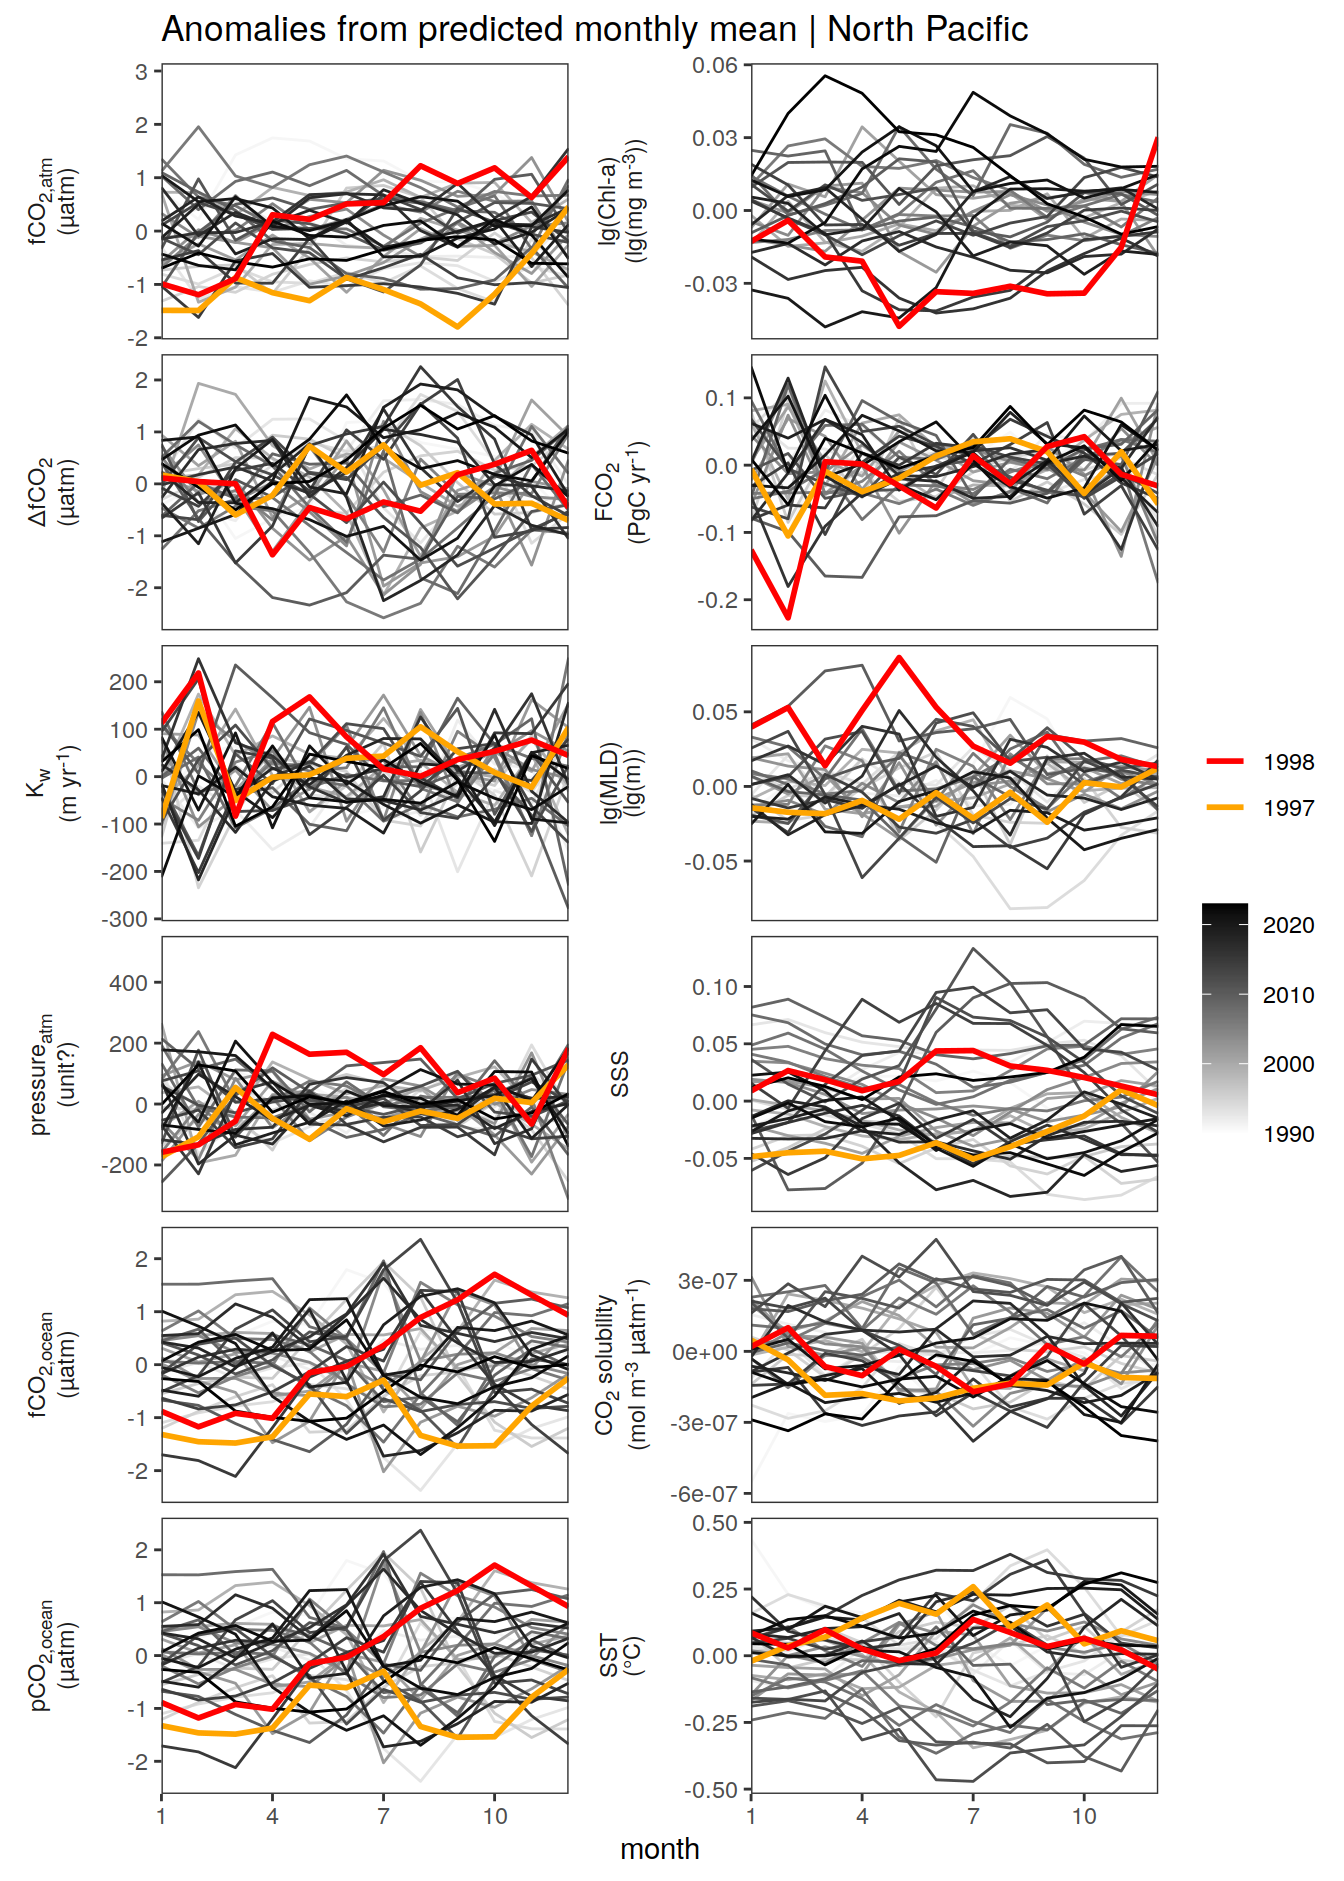 Anomalies from predicted monthly mean | North Pacific
fCO2,atm
(µatm)
3
2
1
0
-1
-2
lg(Chl-a)
(lg(mg m-3))
0.06
0.03
0.00
-0.03
ΔfCO2
(µatm)
2
1
0
-1
-2
FCO2
(PgC yr-1)
0.1
0.0
-0.1
-0.2
Kw
(m yr-1)
200
100
0
-100
-200
-300
lg(MLD)
(lg(m))
0.05
0.00
-0.05
pressureatm
(unit?)
400
200
0
-200
SSS
0.10
0.05
0.00
-0.05
fCO2,ocean
(µatm)
2
1
0
-1
-2
CO2 solubility
(mol m-3 µatm-1)
3e-07
0e+00
-3e-07
-6e-07
pCO2,ocean
(µatm)
2
1
0
-1
-2
SST
(°C)
0.50
0.25
0.00
-0.25
-0.50
1 4 7 10
1 4 7 10
month
1998
1997
2020
2010
2000
1990